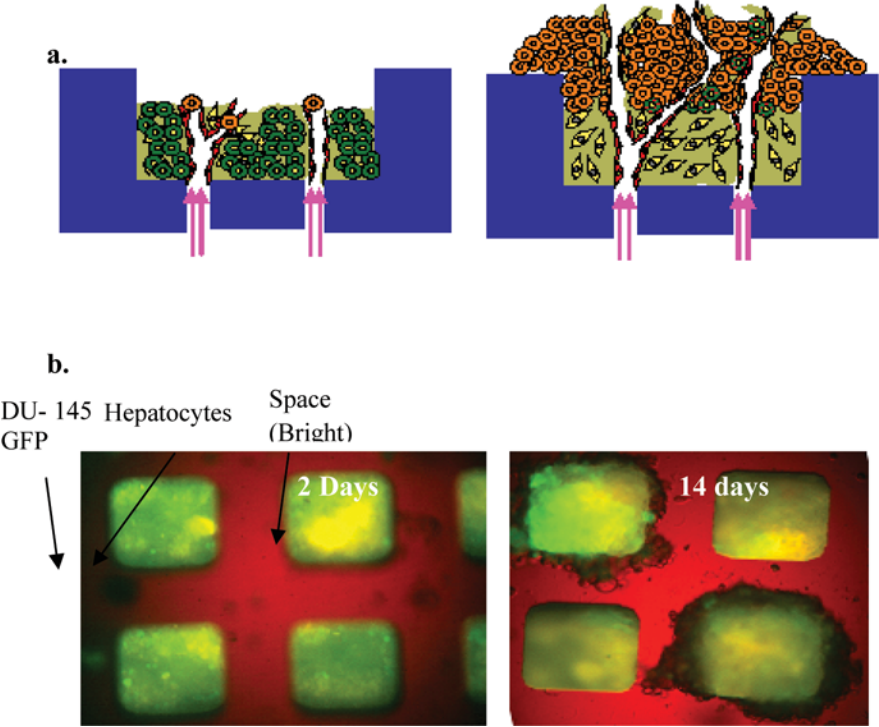 a.
b.
DU- 145 Hepatocytes
GFP
Space
(Bright)
2 Days
14 days